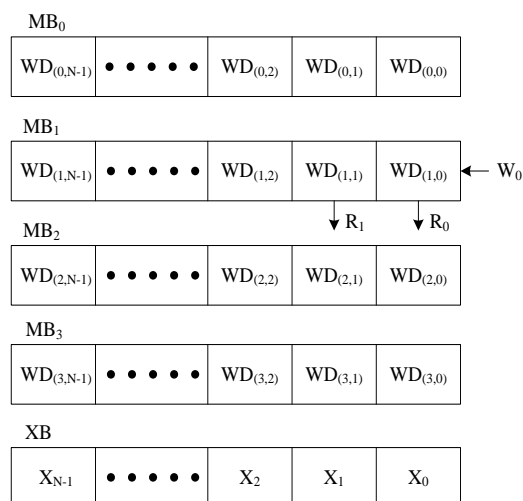 MB₀
WD₍₀,N-1₎ • • • • • WD₍₀,₂₎ WD₍₀,₁₎ WD₍₀,₀₎
MB₁
WD₍₁,N-1₎ • • • • • WD₍₁,₂₎ WD₍₁,₁₎ WD₍₁,₀₎ W₀
R₁ R₀
MB₂
WD₍₂,N-1₎ • • • • • WD₍₂,₂₎ WD₍₂,₁₎ WD₍₂,₀₎
MB₃
WD₍₃,N-1₎ • • • • • WD₍₃,₂₎ WD₍₃,₁₎ WD₍₃,₀₎
XB
X_N-1 • • • • • X₂ X₁ X₀